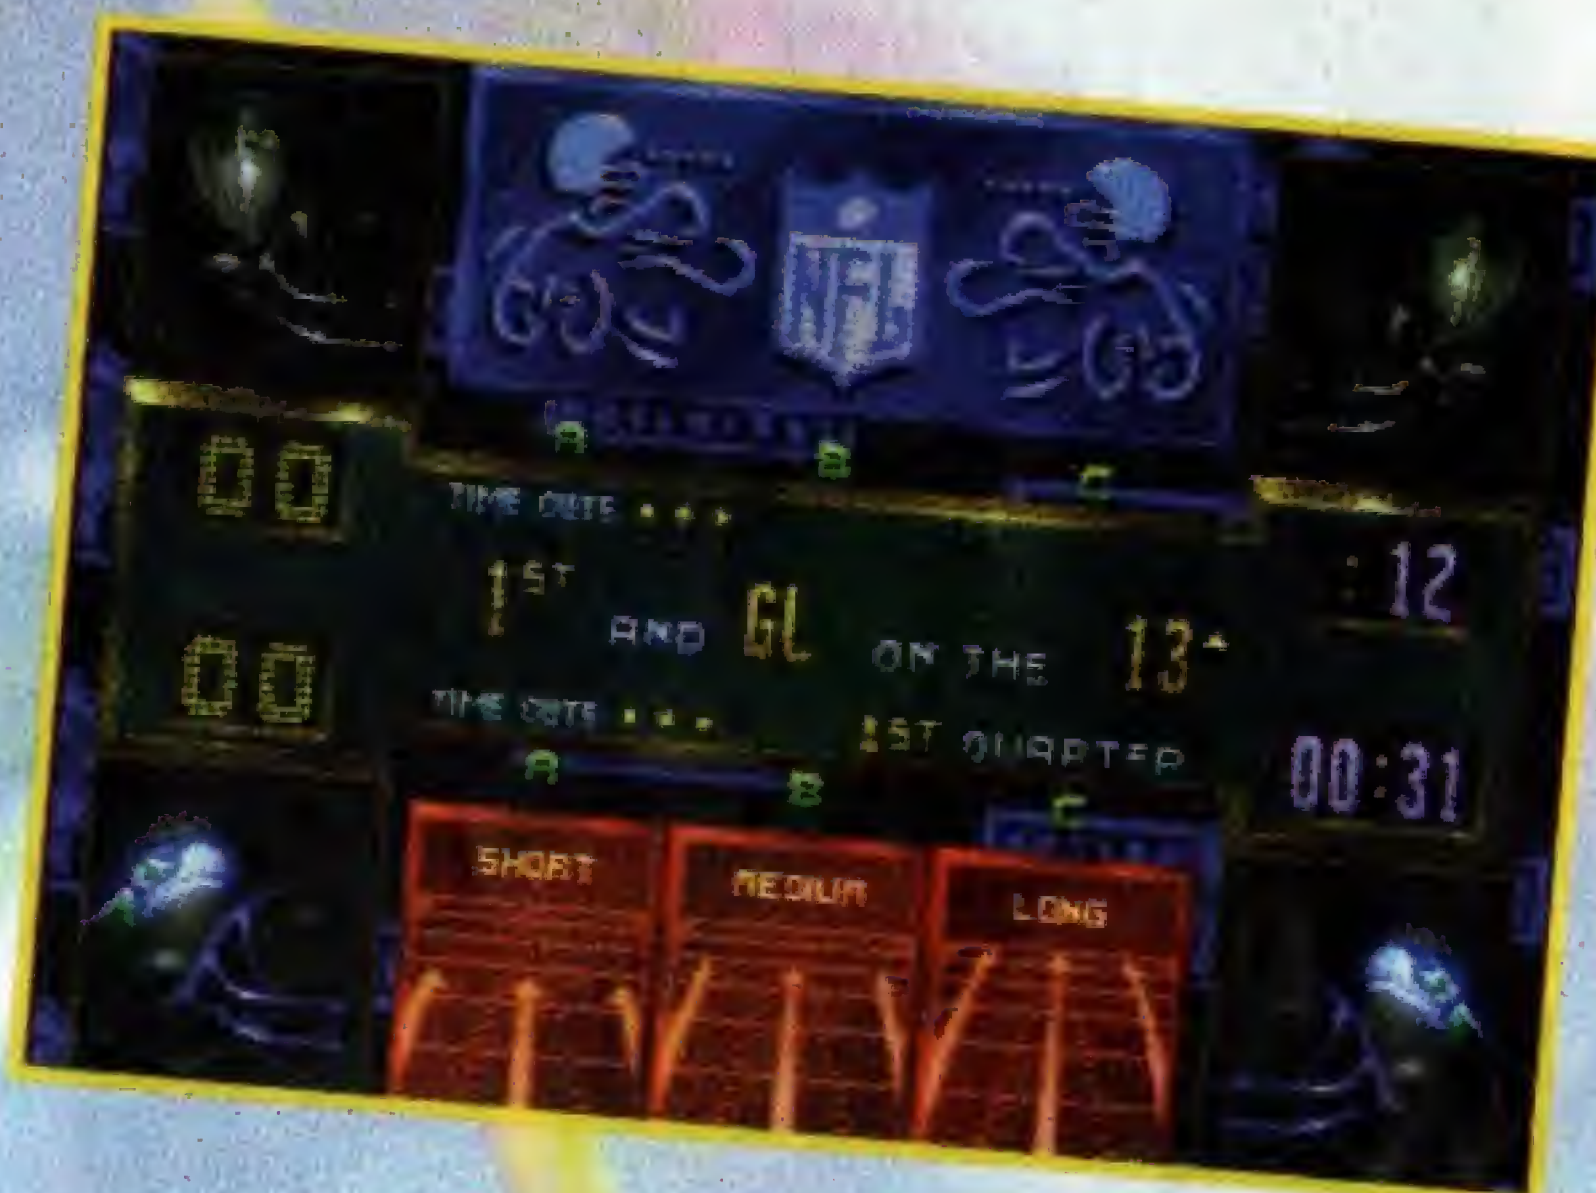 NFL
A B C
00
TIME OUTS
:12
1ST AND GL ON THE 13
00
TIME OUTS
1ST QUARTER
00:31
A B C
SHORT MEDIUM LONG